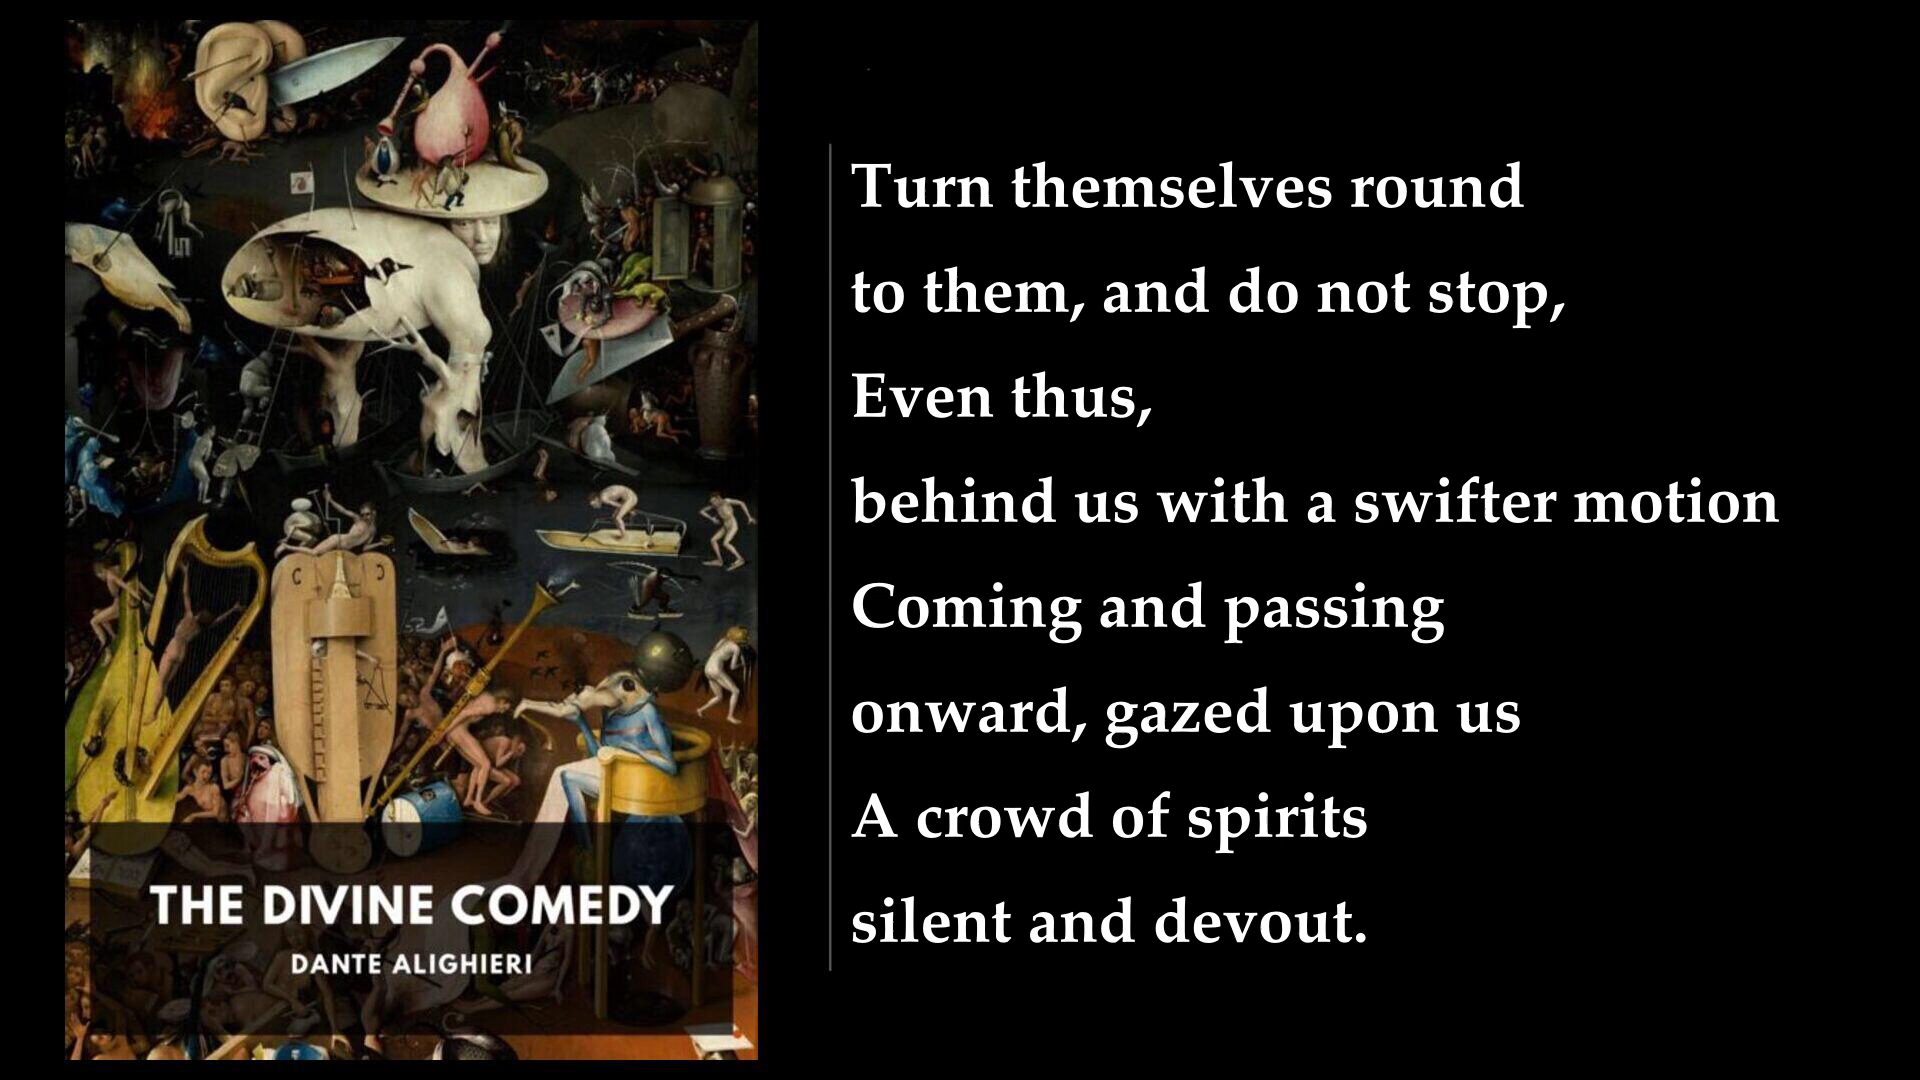 THE DIVINE COMEDY
DANTE ALIGHIERI
Turn themselves round
to them, and do not stop,
Even thus,
behind us with a swifter motion
Coming and passing
onward, gazed upon us
A crowd of spirits
silent and devout.